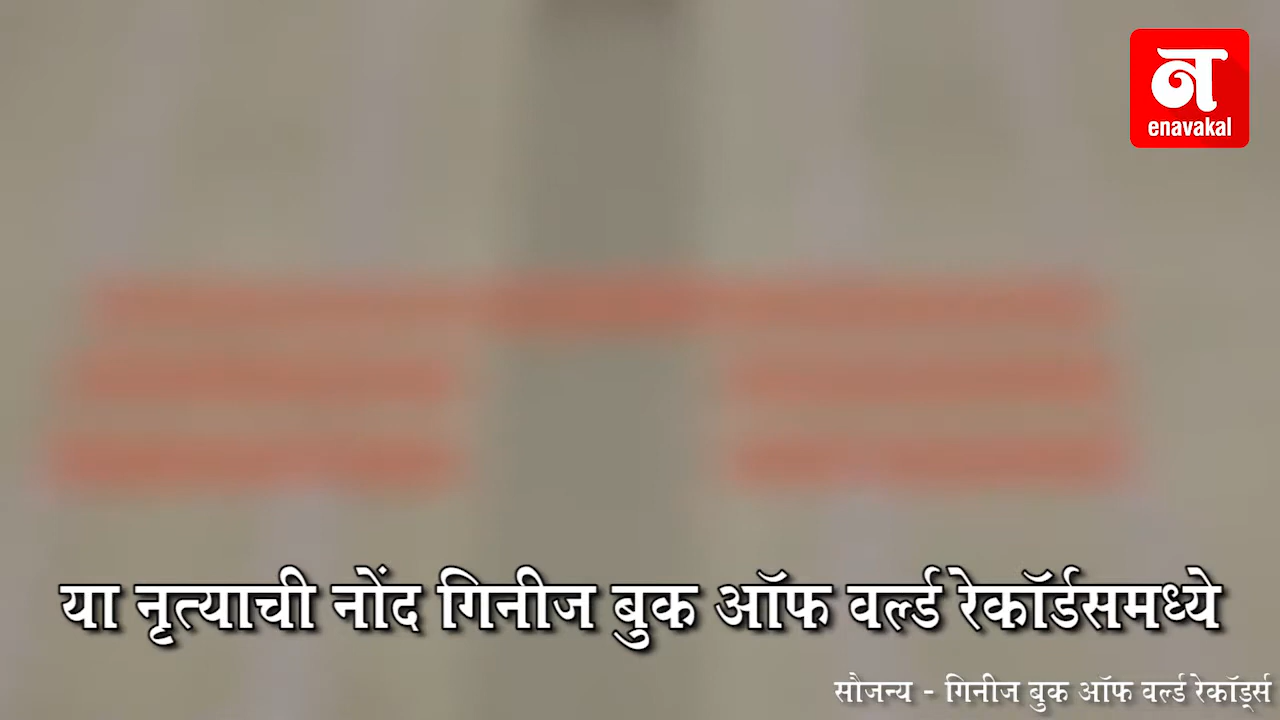 न
enavakal
या नृत्याची नोंद गिनीज बुक ऑफ वर्ल्ड रेकॉर्डसमध्ये
सौजन्य - गिनीज बुक ऑफ वर्ल्ड रेकॉर्ड्स